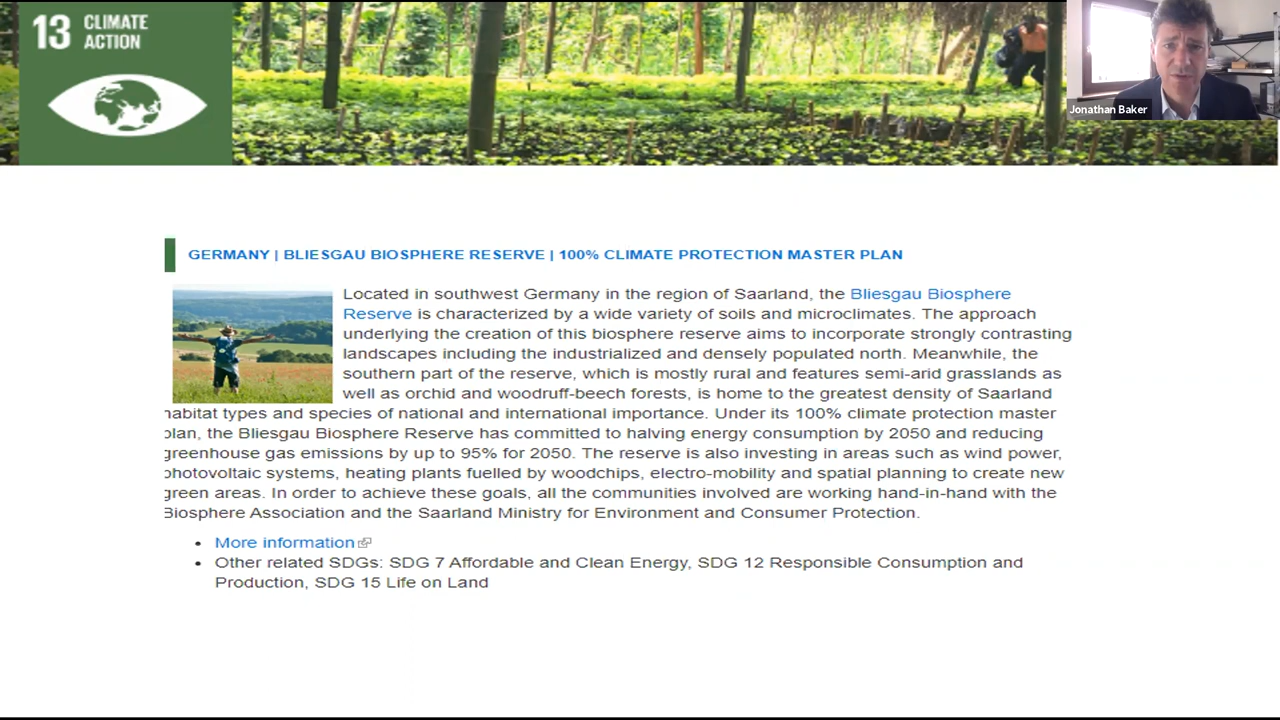 13 CLIMATE
ACTION
Jonathan Baker
GERMANY | BLIESGAU BIOSPHERE RESERVE | 100% CLIMATE PROTECTION MASTER PLAN
Located in southwest Germany in the region of Saarland, the Bliesgau Biosphere
Reserve is characterized by a wide variety of soils and microclimates. The approach
underlying the creation of this biosphere reserve aims to incorporate strongly contrasting
landscapes including the industrialized and densely populated north. Meanwhile, the
southern part of the reserve, which is mostly rural and features semi-arid grasslands as
well as orchid and woodruff-beech forests, is home to the greatest density of Saarland
habitat types and species of national and international importance. Under its 100% climate protection master
plan, the Bliesgau Biosphere Reserve has committed to halving energy consumption by 2050 and reducing
greenhouse gas emissions by up to 95% for 2050. The reserve is also investing in areas such as wind power,
photovoltaic systems, heating plants fuelled by woodchips, electro-mobility and spatial planning to create new
green areas. In order to achieve these goals, all the communities involved are working hand-in-hand with the
Biosphere Association and the Saarland Ministry for Environment and Consumer Protection.
• More information
• Other related SDGs: SDG 7 Affordable and Clean Energy, SDG 12 Responsible Consumption and
Production, SDG 15 Life on Land